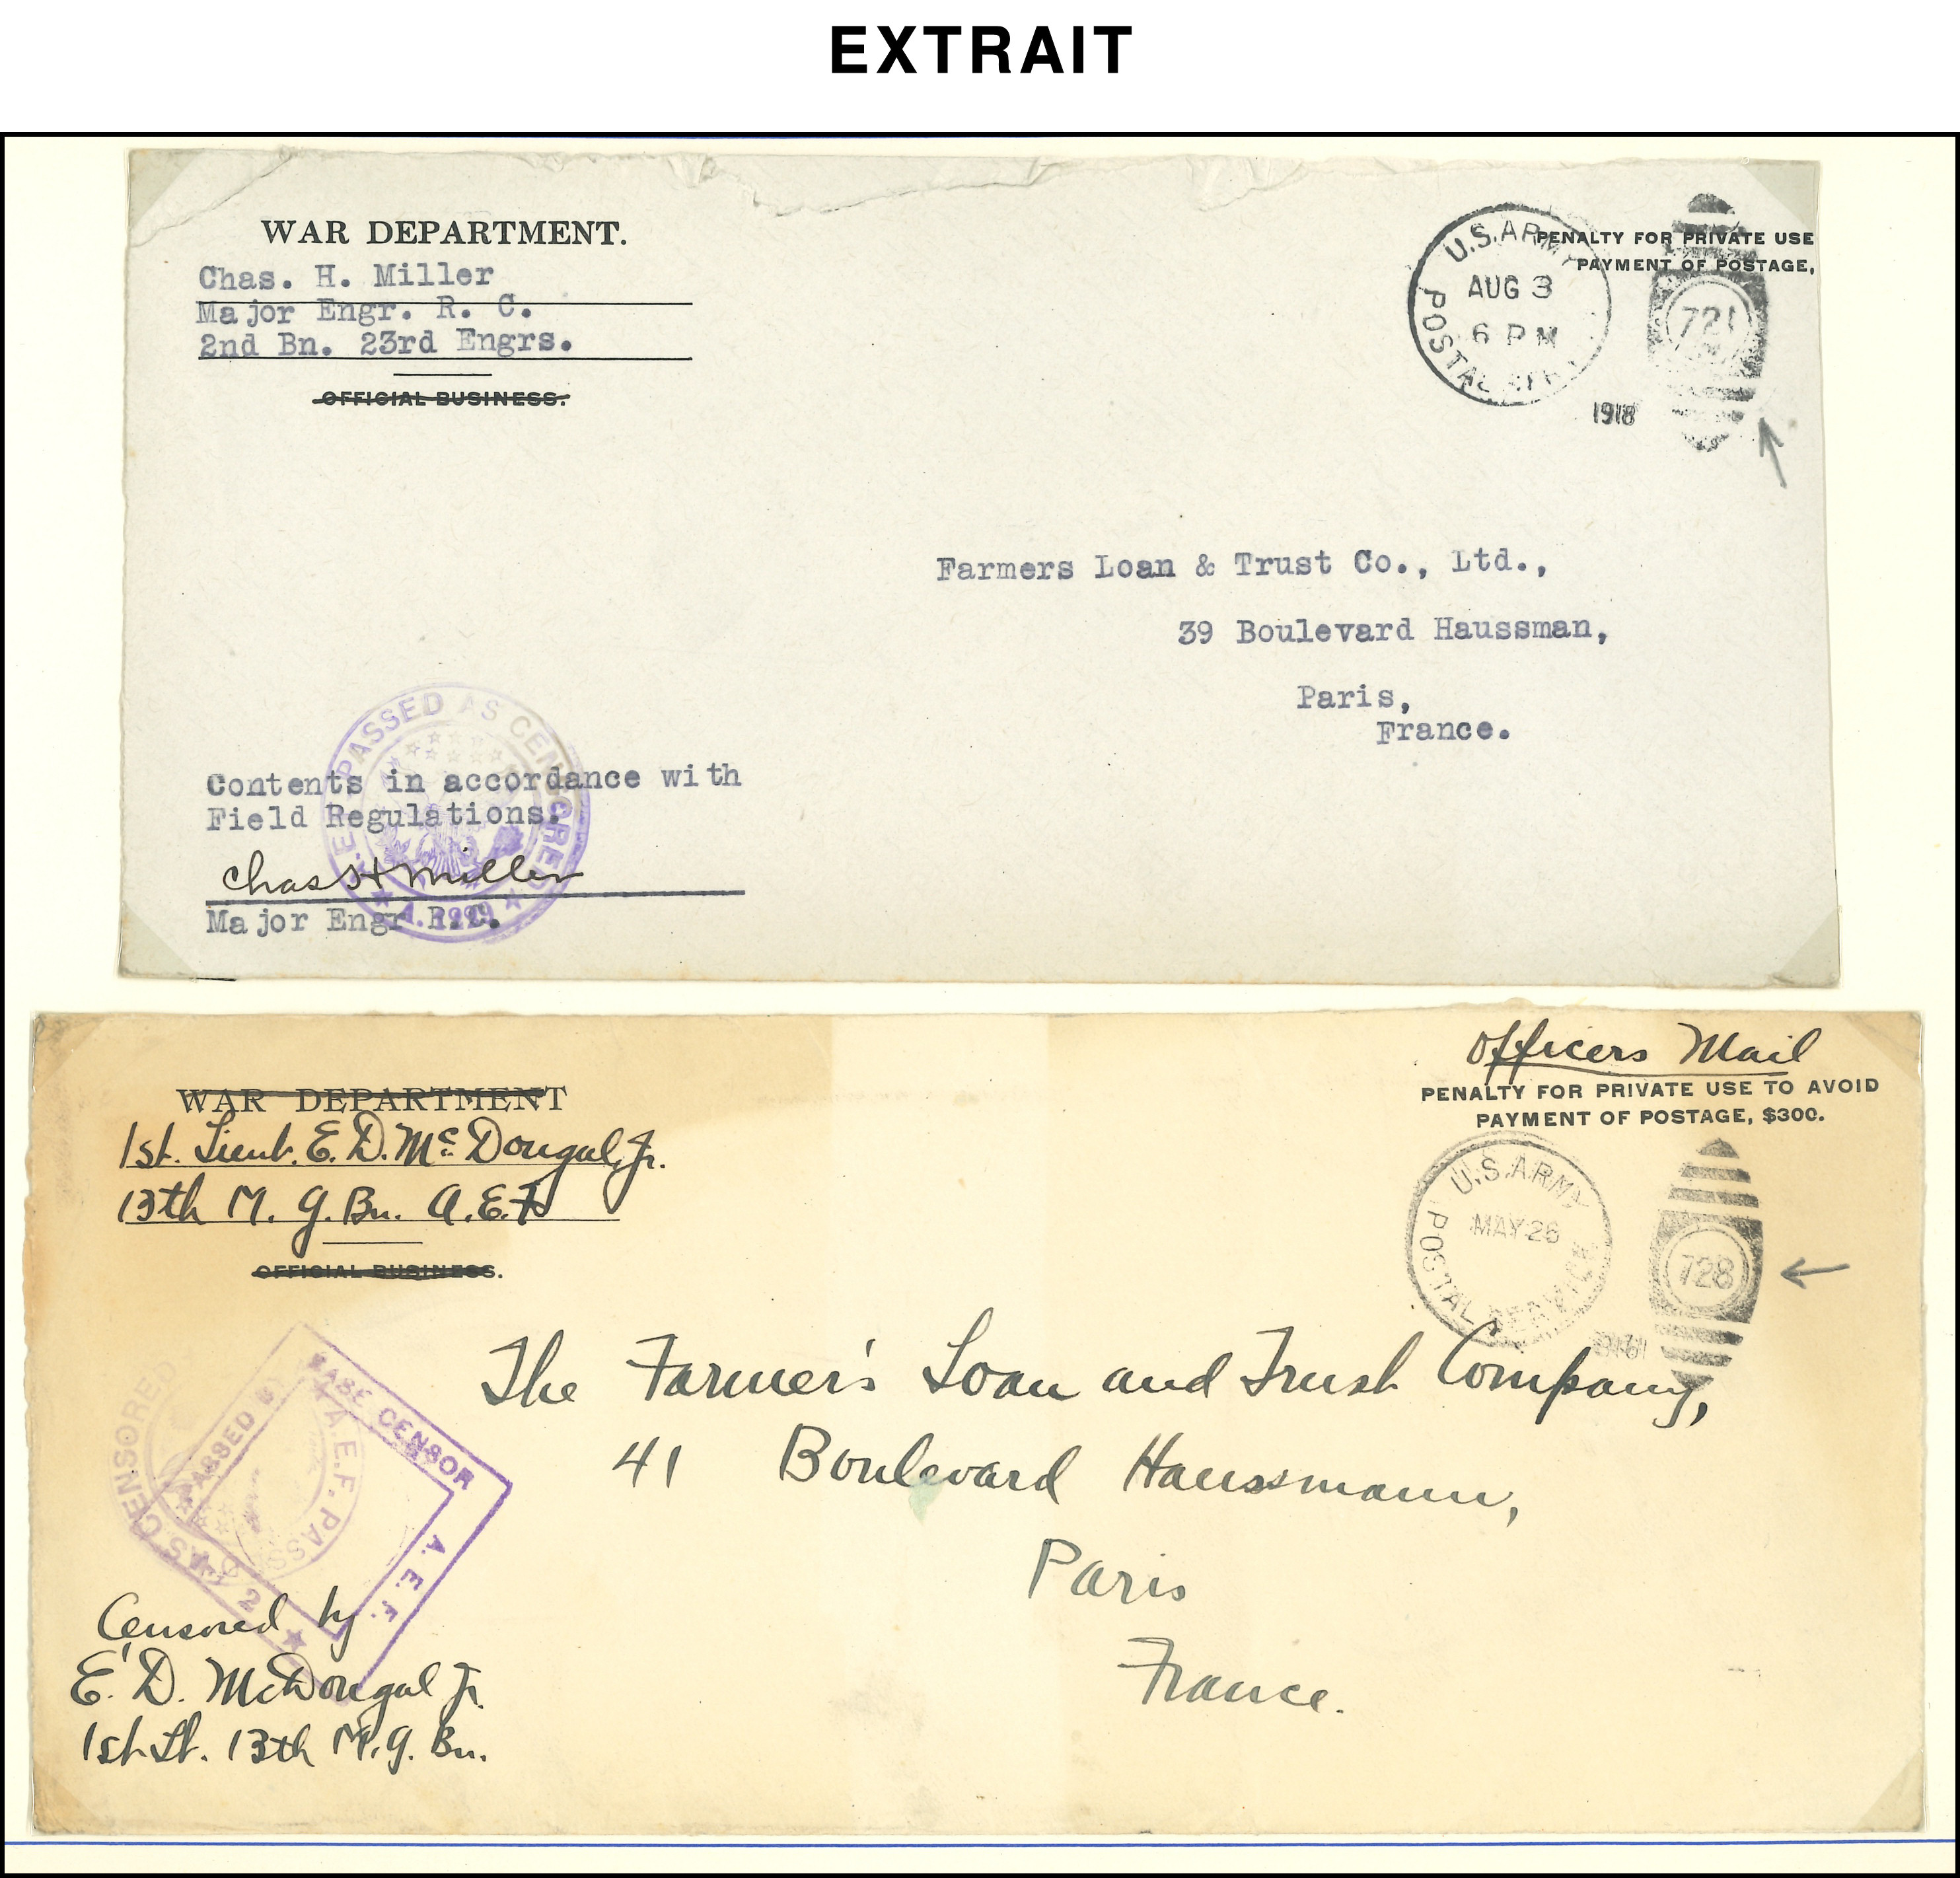 EXTRAIT
WAR DEPARTMENT.
Chas. H. Miller
Major Engr. R. C.
2nd Bn. 23rd Engrs.
OFFICIAL BUSINESS.
U.S. ARMY
POSTAL
AUG 3
6 PM
1918
721
PENALTY FOR PRIVATE USE
PAYMENT OF POSTAGE,
Farmers Loan & Trust Co., Ltd.,
39 Boulevard Haussman,
Paris,
France.
PASSED AS CENSORED
Contents in accordance with
Field Regulations.
Chas H Miller
Major Engr R.C.
Officers Mail
PENALTY FOR PRIVATE USE TO AVOID
PAYMENT OF POSTAGE, $300.
WAR DEPARTMENT
1st. Lieut. E. D. McDougal, Jr.
13th M. G. Bn. A.E.F
OFFICIAL BUSINESS.
U.S. ARMY
POSTAL SERVICE
MAY 26
728
The Farmer's Loan and Trust Company,
41 Boulevard Haussmann,
Paris
France.
PASSED BY
BASE CENSOR
A. E. F.
A.E.F. PASSED AS CENSORED
Censored by
E. D. McDougal Jr.
1st Lt. 13th M. G. Bn.